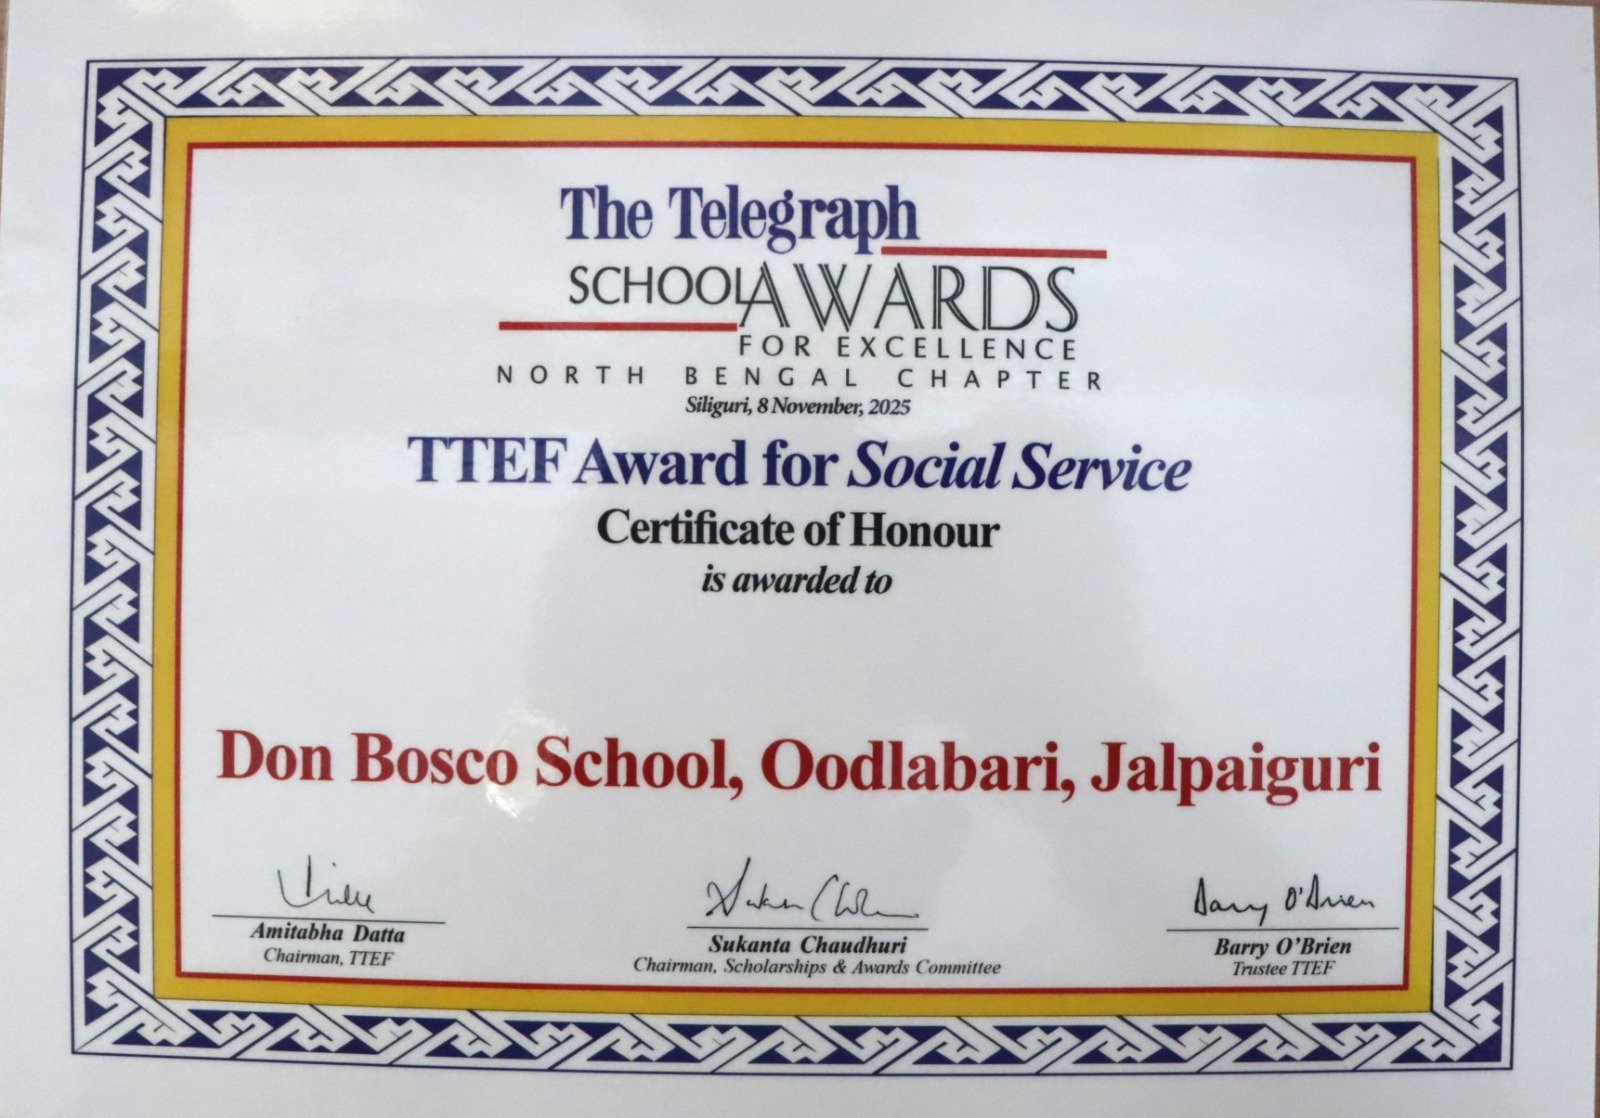 The Telegraph
SCHOOL AWARDS
FOR EXCELLENCE
NORTH BENGAL CHAPTER
Siliguri, 8 November, 2025
TTEF Award for Social Service
Certificate of Honour
is awarded to
Don Bosco School, Oodlabari, Jalpaiguri
Barry O'Brien
Amitabha Datta
Chairman, TTEF
Sukanta Chaudhuri
Chairman, Scholarships & Awards Committee
Barry O'Brien
Trustee TTEF